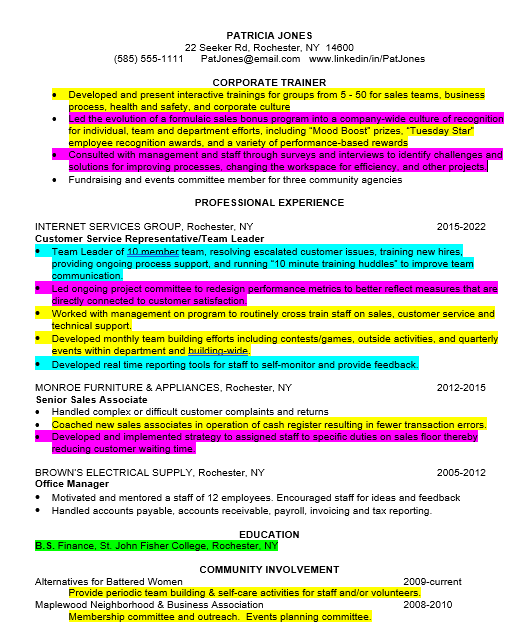 PATRICIA JONES
22 Seeker Rd, Rochester, NY 14600
(585) 555-1111 PatJones@email.com www.linkedin/in/PatJones
CORPORATE TRAINER
• Developed and present interactive trainings for groups from 5 - 50 for sales teams, business
process, health and safety, and corporate culture
• Led the evolution of a formulaic sales bonus program into a company-wide culture of recognition
for individual, team and department efforts, including "Mood Boost" prizes, "Tuesday Star"
employee recognition awards, and a variety of performance-based rewards
• Consulted with management and staff through surveys and interviews to identify challenges and
solutions for improving processes, changing the workspace for efficiency, and other projects.
• Fundraising and events committee member for three community agencies
PROFESSIONAL EXPERIENCE
INTERNET SERVICES GROUP, Rochester, NY 2015-2022
Customer Service Representative/Team Leader
• Team Leader of 10 member team, resolving escalated customer issues, training new hires,
providing ongoing process support, and running "10 minute training huddles" to improve team
communication.
• Led ongoing project committee to redesign performance metrics to better reflect measures that are
directly connected to customer satisfaction.
• Worked with management on program to routinely cross train staff on sales, customer service and
technical support.
• Developed monthly team building efforts including contests/games, outside activities, and quarterly
events within department and building-wide.
• Developed real time reporting tools for staff to self-monitor and provide feedback.
MONROE FURNITURE & APPLIANCES, Rochester, NY 2012-2015
Senior Sales Associate
• Handled complex or difficult customer complaints and returns
• Coached new sales associates in operation of cash register resulting in fewer transaction errors.
• Developed and implemented strategy to assigned staff to specific duties on sales floor thereby
reducing customer waiting time.
BROWN'S ELECTRICAL SUPPLY, Rochester, NY 2005-2012
Office Manager
• Motivated and mentored a staff of 12 employees. Encouraged staff for ideas and feedback
• Handled accounts payable, accounts receivable, payroll, invoicing and tax reporting.
EDUCATION
B.S. Finance, St. John Fisher College, Rochester, NY
COMMUNITY INVOLVEMENT
Alternatives for Battered Women 2009-current
Provide periodic team building & self-care activities for staff and/or volunteers.
Maplewood Neighborhood & Business Association 2008-2010
Membership committee and outreach. Events planning committee.